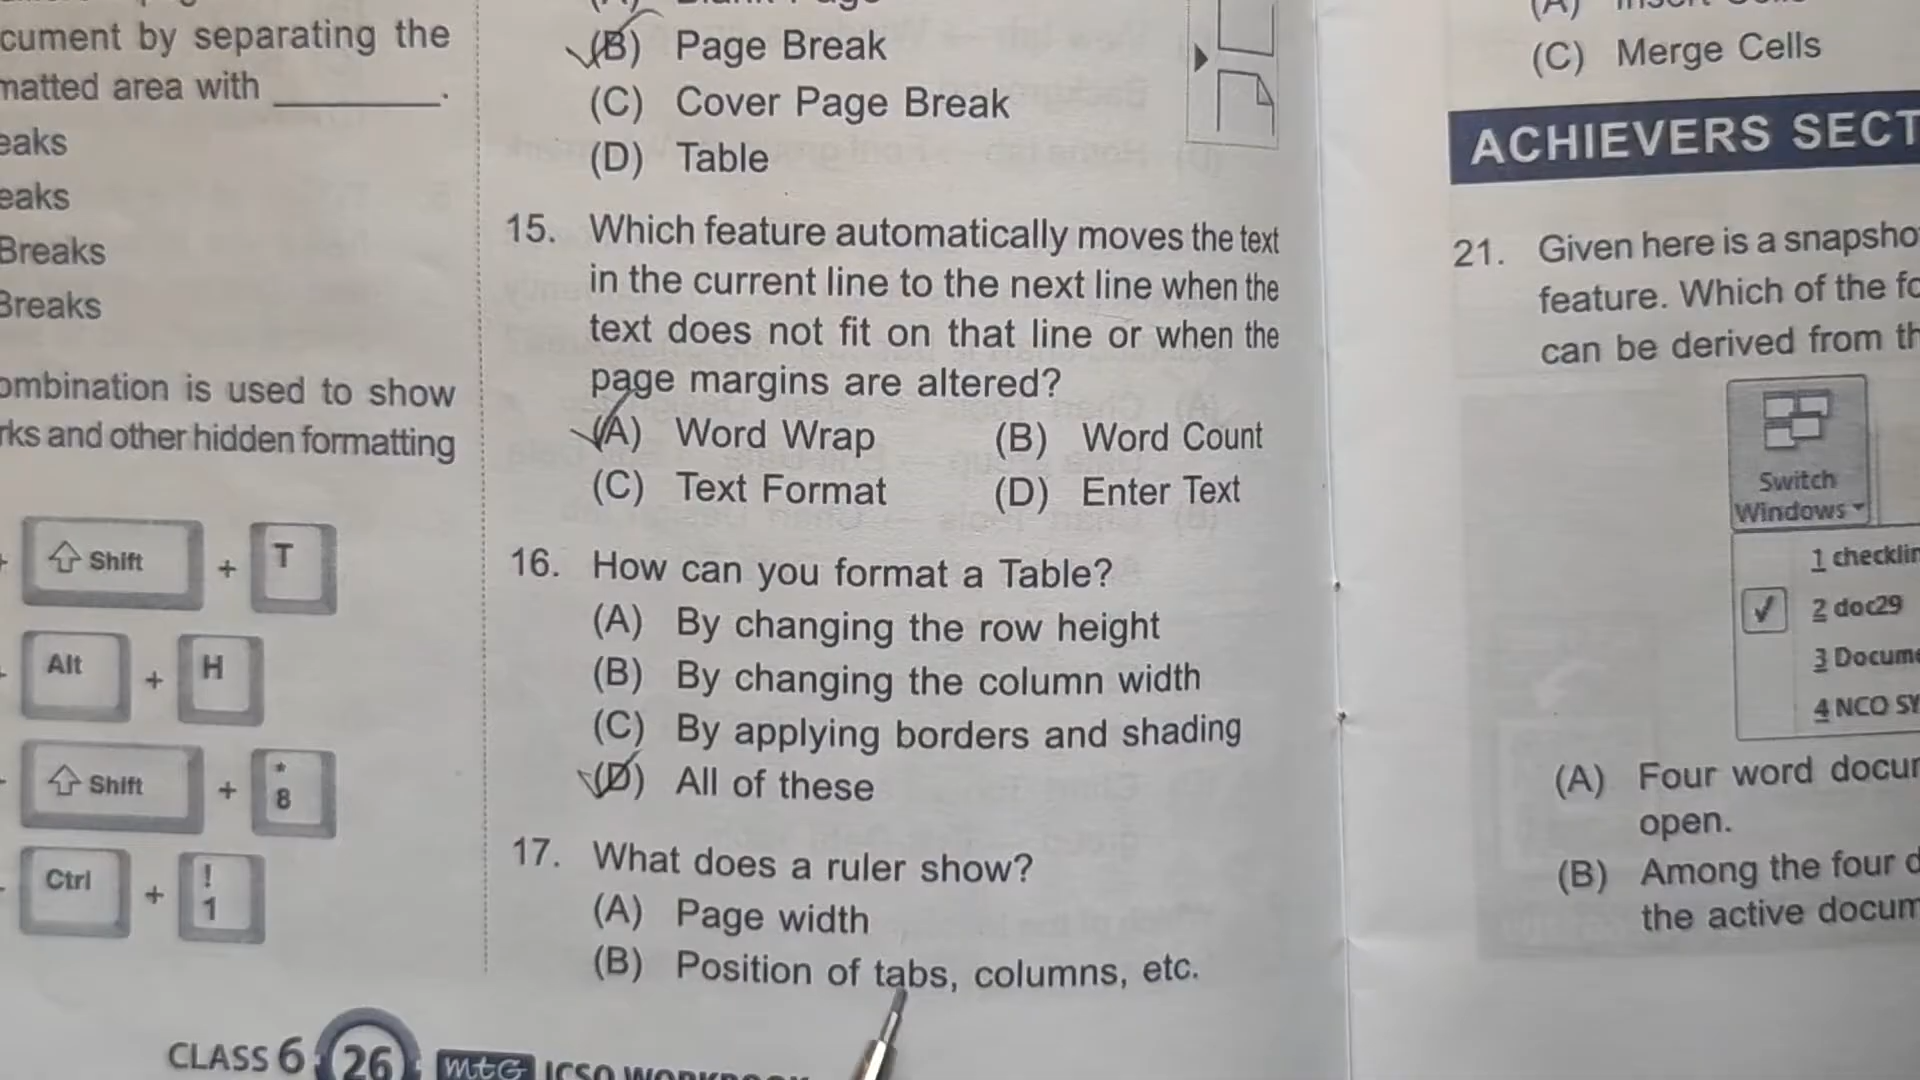 cument by separating the
matted area with ________.
eaks
eaks
Breaks
Breaks
ombination is used to show
rks and other hidden formatting
Shift + T
Alt + H
Shift + * 8
Ctrl + ! 1
(B) Page Break
(C) Cover Page Break
(D) Table
15. Which feature automatically moves the text
in the current line to the next line when the
text does not fit on that line or when the
page margins are altered?
(A) Word Wrap (B) Word Count
(C) Text Format (D) Enter Text
16. How can you format a Table?
(A) By changing the row height
(B) By changing the column width
(C) By applying borders and shading
(D) All of these
17. What does a ruler show?
(A) Page width
(B) Position of tabs, columns, etc.
CLASS 6 26 mtG ICSO WORKBOOK
(A)
(C) Merge Cells
ACHIEVERS SECT
21. Given here is a snapsho
feature. Which of the fo
can be derived from th
Switch
Windows
1 checklin
2 doc29
3 Docume
4 NCO SY
(A) Four word docum
open.
(B) Among the four d
the active docum